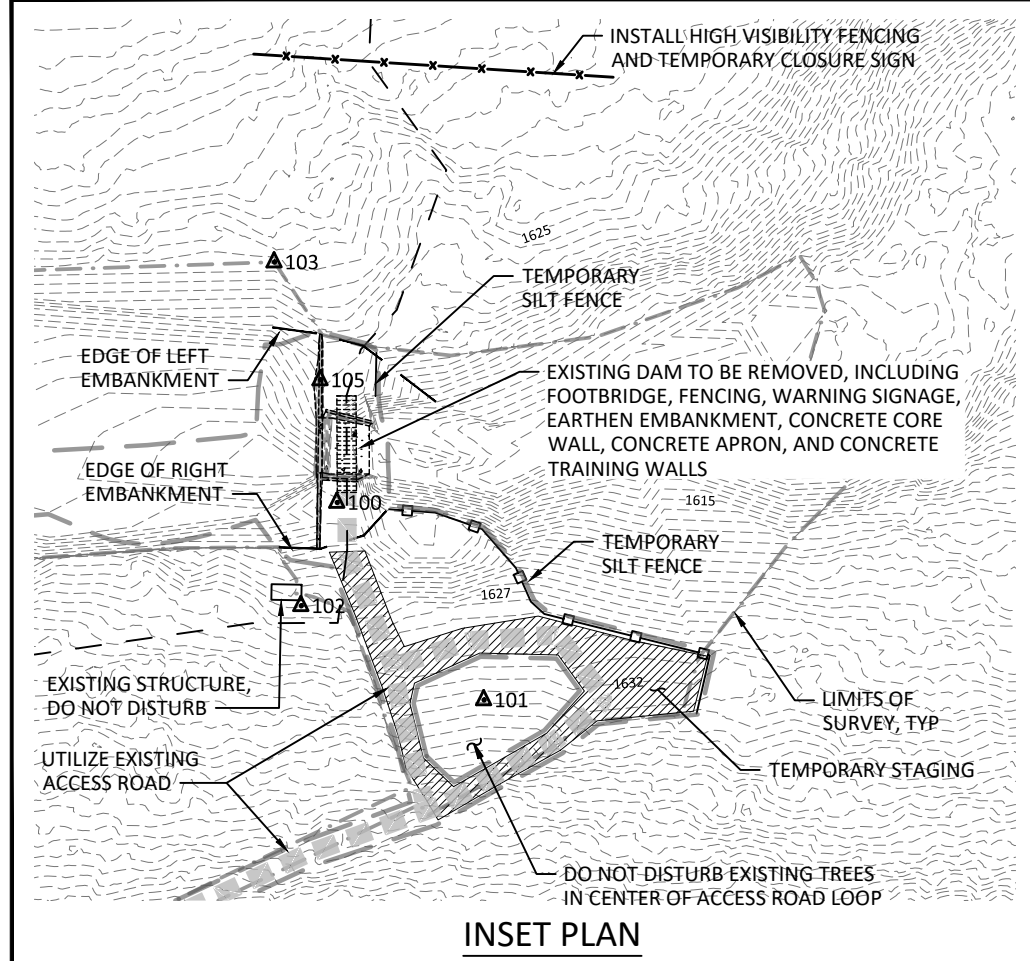 INSTALL HIGH VISIBILITY FENCING
AND TEMPORARY CLOSURE SIGN
1625
103
TEMPORARY
SILT FENCE
EDGE OF LEFT
EMBANKMENT
105
EXISTING DAM TO BE REMOVED, INCLUDING
FOOTBRIDGE, FENCING, WARNING SIGNAGE,
EARTHEN EMBANKMENT, CONCRETE CORE
WALL, CONCRETE APRON, AND CONCRETE
TRAINING WALLS
EDGE OF RIGHT
EMBANKMENT
100
1615
TEMPORARY
SILT FENCE
1627
102
EXISTING STRUCTURE,
DO NOT DISTURB
1632
101
LIMITS OF
SURVEY, TYP
UTILIZE EXISTING
ACCESS ROAD
TEMPORARY STAGING
DO NOT DISTURB EXISTING TREES
IN CENTER OF ACCESS ROAD LOOP
INSET PLAN